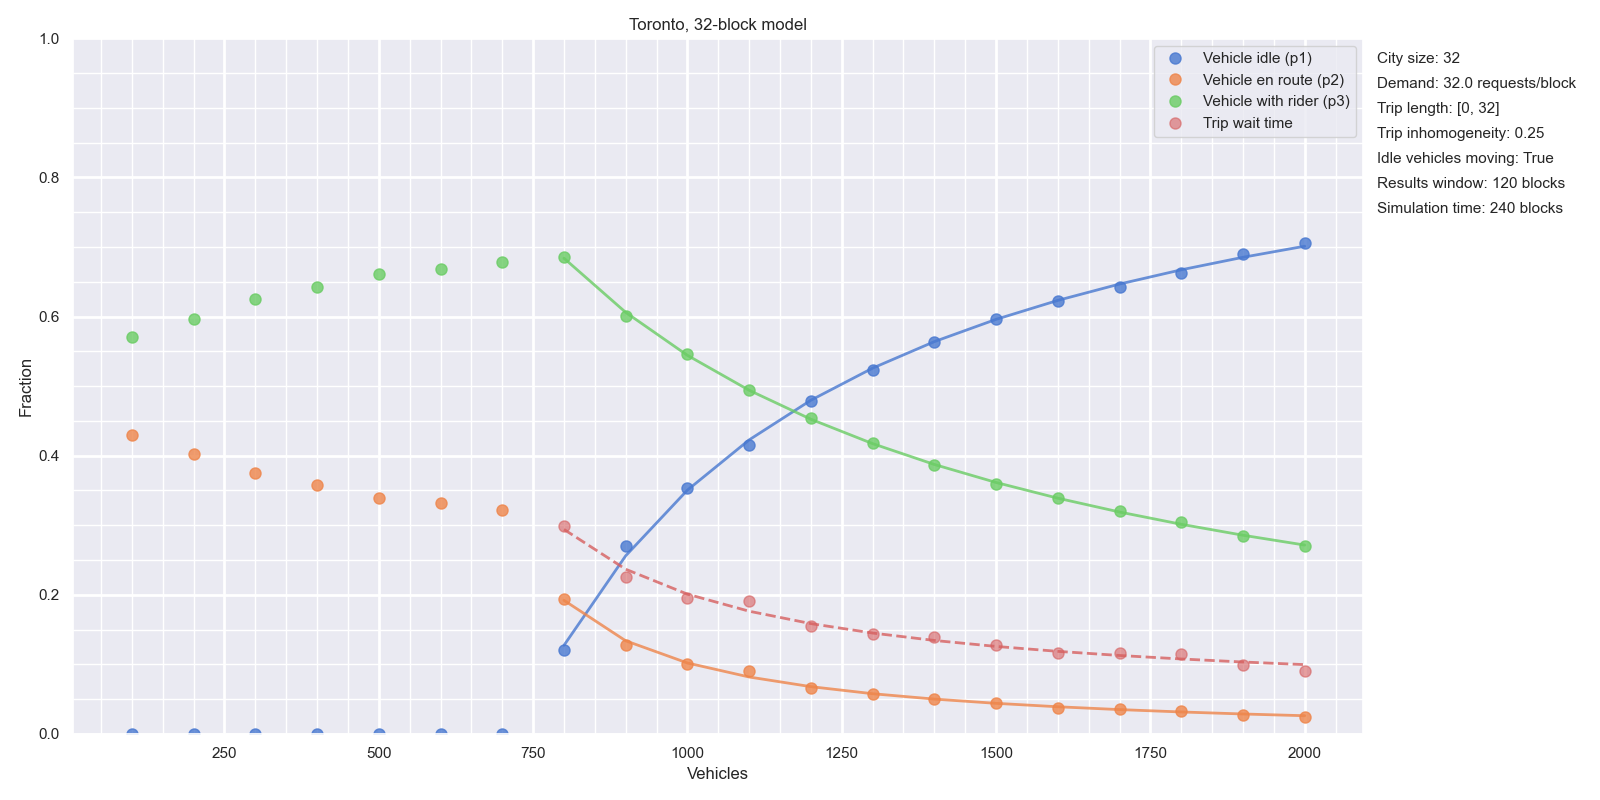 Toronto, 32-block model
1.0
0.8
0.6
0.4
0.2
0.0
Fraction
250
500
750
1000
1250
1500
1750
2000
Vehicles
Vehicle idle (p1)
Vehicle en route (p2)
Vehicle with rider (p3)
Trip wait time
City size: 32
Demand: 32.0 requests/block
Trip length: [0, 32]
Trip inhomogeneity: 0.25
Idle vehicles moving: True
Results window: 120 blocks
Simulation time: 240 blocks